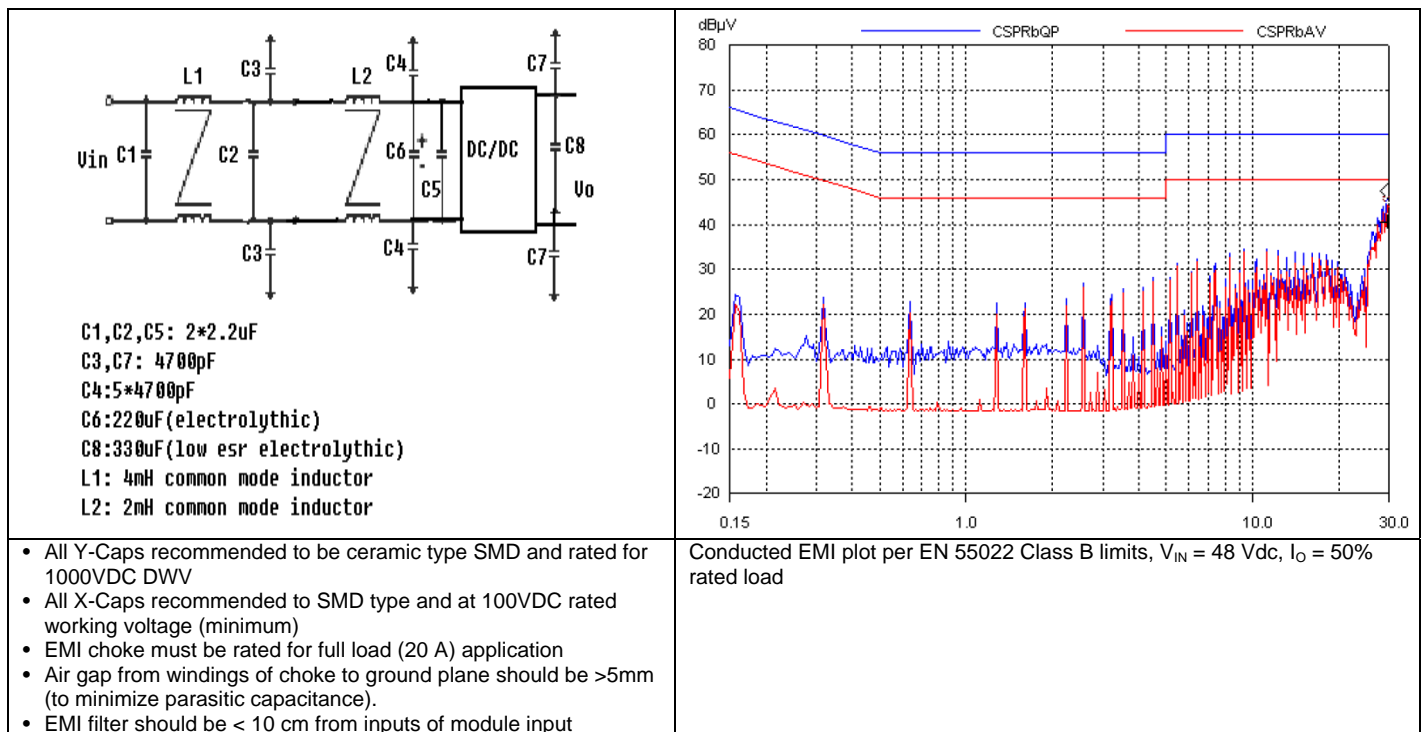 L1
C3
L2
C4
C7
Vin
C1
C2
C6
+
-
C5
DC/DC
C8
Vo
C3
C4
C7
C1,C2,C5: 2*2.2uF
C3,C7: 4700pF
C4:5*4700pF
C6:220uF(electrolythic)
C8:330uF(low esr electrolythic)
L1: 4mH common mode inductor
L2: 2mH common mode inductor
dBµV
CSPRbQP
CSPRbAV
80
70
60
50
40
30
20
10
0
-10
-20
0.15
1.0
10.0
30.0
• All Y-Caps recommended to be ceramic type SMD and rated for
1000VDC DWV
• All X-Caps recommended to SMD type and at 100VDC rated
working voltage (minimum)
• EMI choke must be rated for full load (20 A) application
• Air gap from windings of choke to ground plane should be >5mm
(to minimize parasitic capacitance).
• EMI filter should be < 10 cm from inputs of module input
Conducted EMI plot per EN 55022 Class B limits, VIN = 48 Vdc, IO = 50%
rated load